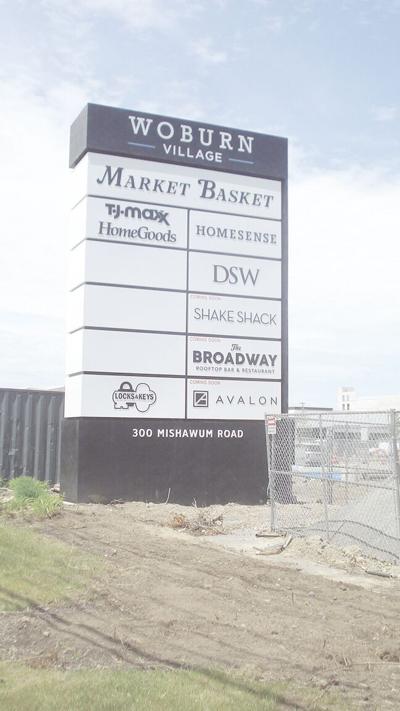 WOBURN
VILLAGE
MARKET BASKET
T·J·maxx
HomeGoods
HOMESENSE
DSW
COMING SOON
SHAKE SHACK
COMING SOON
The
BROADWAY
ROOFTOP BAR & RESTAURANT
LOCKS&KEYS
COMING SOON
AVALON
300 MISHAWUM ROAD